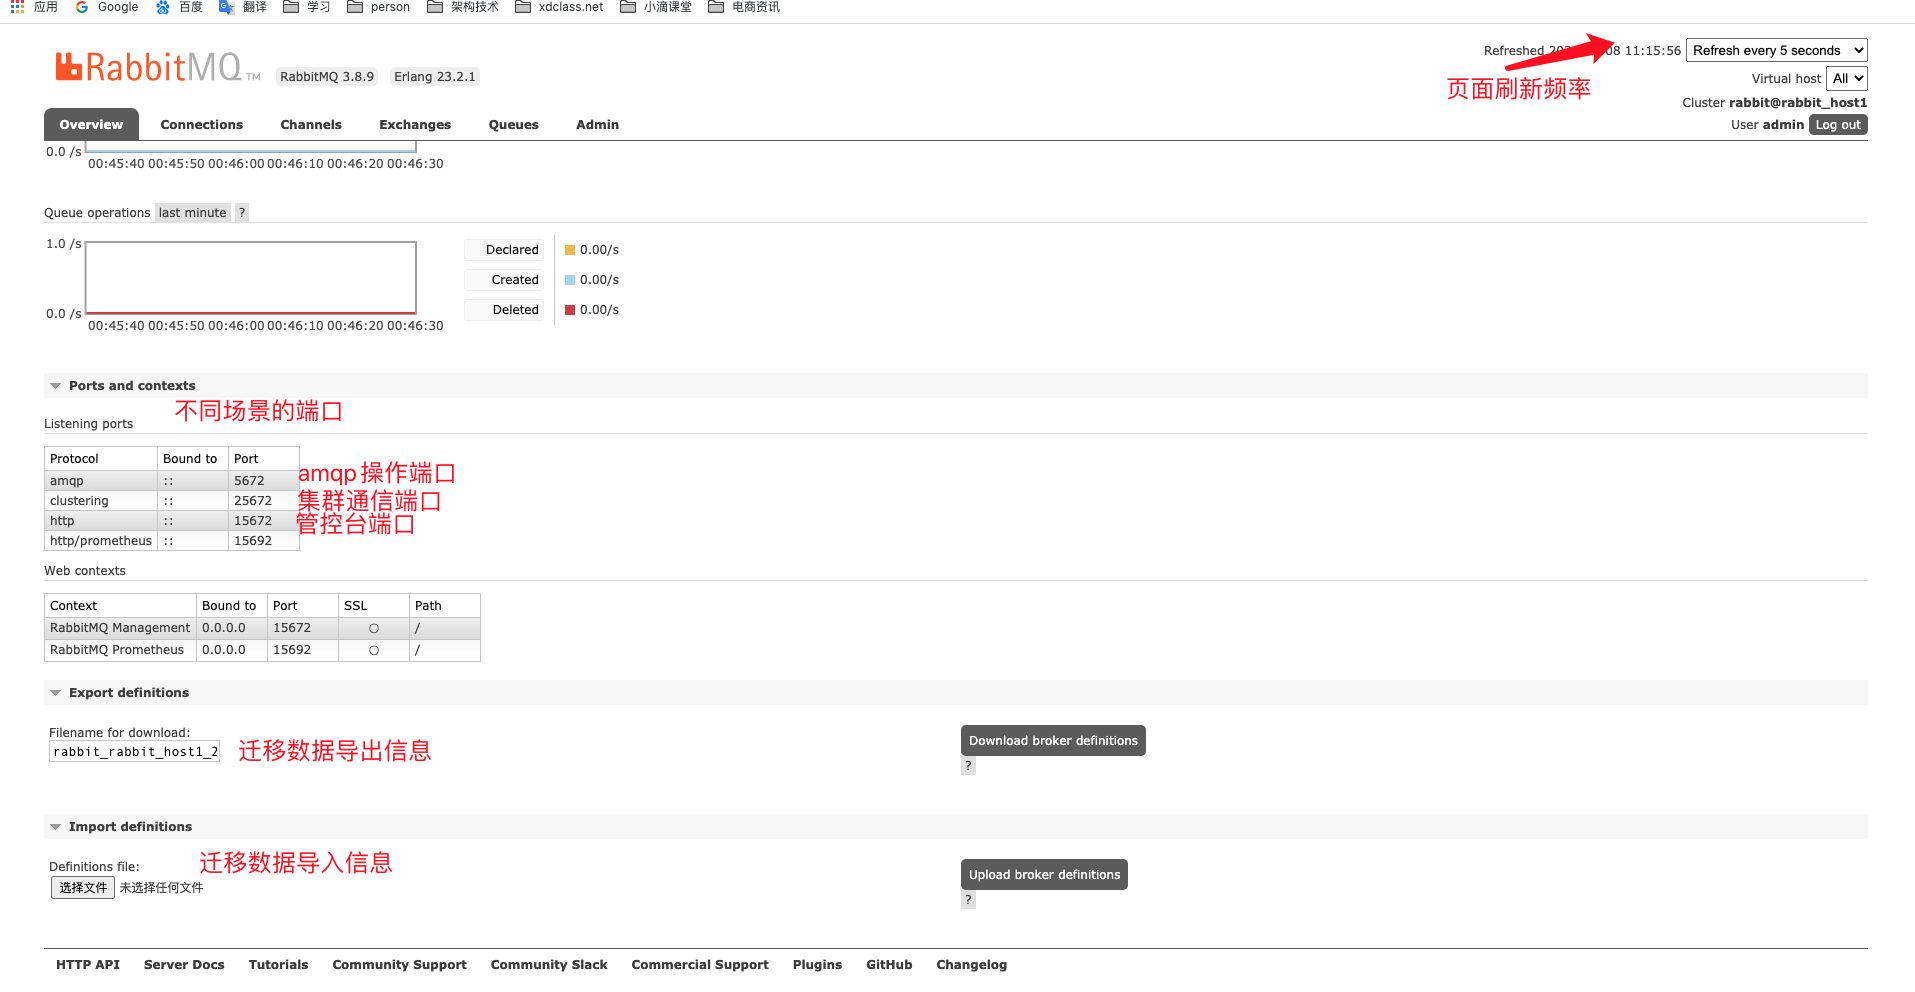 应用 Google 百度 翻译 学习 person 架构技术 xdclass.net 小滴课堂 电商资讯
RabbitMQ TM RabbitMQ 3.8.9 Erlang 23.2.1
Refreshed 11:15:56 Refresh every 5 seconds
页面刷新频率
Virtual host All
Cluster rabbit@rabbit_host1
User admin Log out
Overview Connections Channels Exchanges Queues Admin
0.0 /s
00:45:40 00:45:50 00:46:00 00:46:10 00:46:20 00:46:30
Queue operations last minute ?
1.0 /s
Declared 0.00/s
Created 0.00/s
Deleted 0.00/s
0.0 /s
00:45:40 00:45:50 00:46:00 00:46:10 00:46:20 00:46:30
Ports and contexts
不同场景的端口
Listening ports
Protocol Bound to Port
amqp :: 5672 amqp操作端口
clustering :: 25672 集群通信端口
http :: 15672 管控台端口
http/prometheus :: 15692
Web contexts
Context Bound to Port SSL Path
RabbitMQ Management 0.0.0.0 15672 ○ /
RabbitMQ Prometheus 0.0.0.0 15692 ○ /
Export definitions
Filename for download:
rabbit_rabbit_host1_2 迁移数据导出信息
Download broker definitions
?
Import definitions
Definitions file: 迁移数据导入信息
选择文件 未选择任何文件
Upload broker definitions
?
HTTP API Server Docs Tutorials Community Support Community Slack Commercial Support Plugins GitHub Changelog